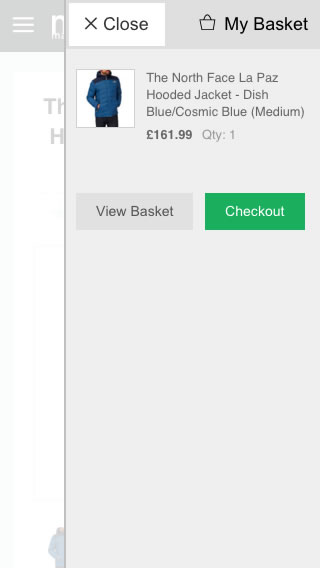 Close
My Basket
The North Face La Paz
Hooded Jacket - Dish
Blue/Cosmic Blue (Medium)
£161.99 Qty: 1
View Basket
Checkout